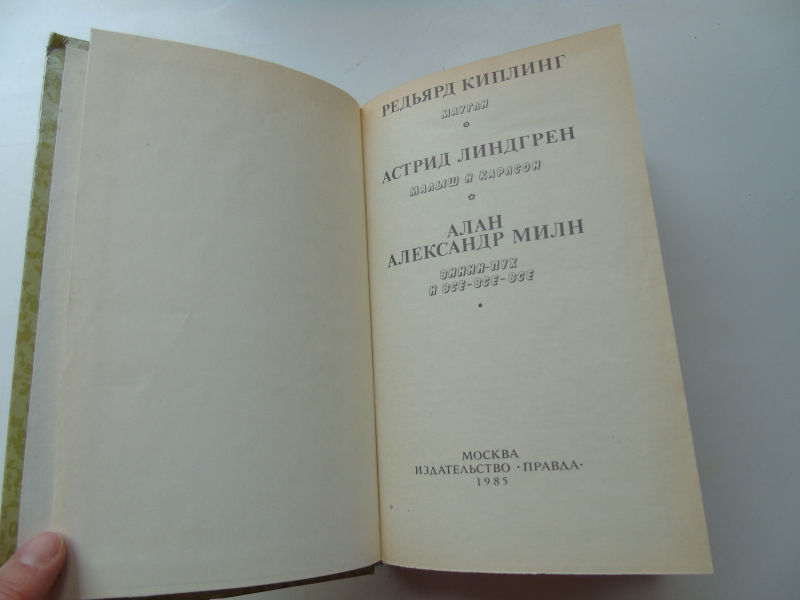 РЕДЬЯРД КИПЛИНГ
МАУГЛИ
АСТРИД ЛИНДГРЕН
МАЛЫШ И КАРЛСОН
АЛАН
АЛЕКСАНДР МИЛН
ВИННИ-ПУХ
И ВСЕ-ВСЕ-ВСЕ
МОСКВА
ИЗДАТЕЛЬСТВО «ПРАВДА»
1985